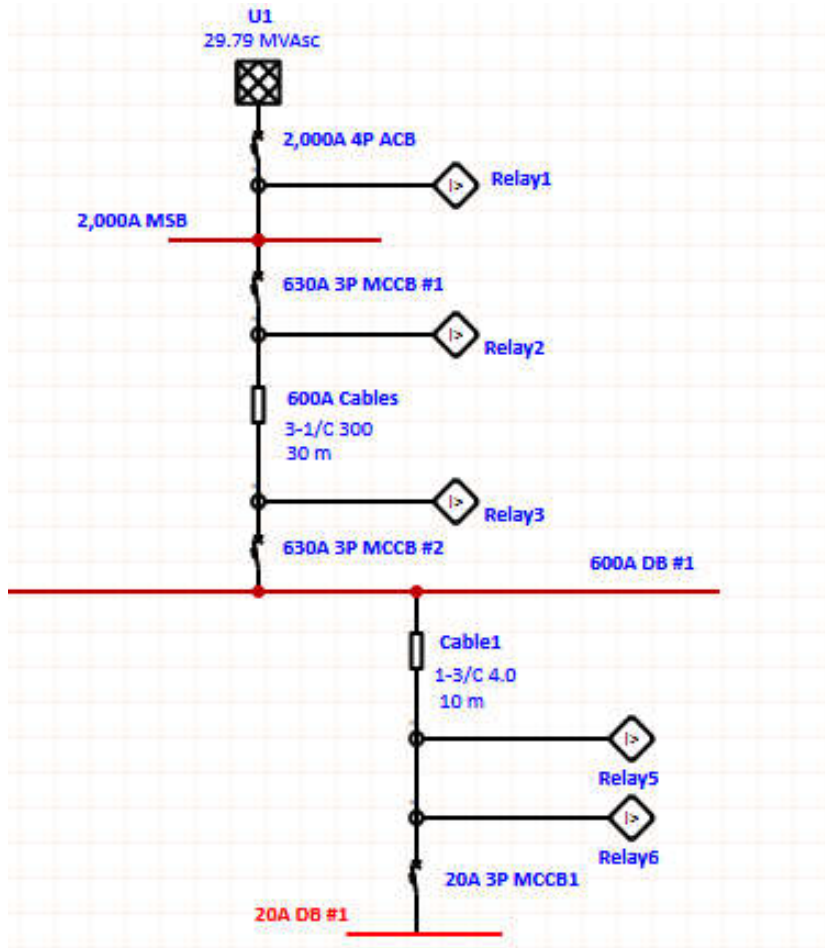 U1
29.79 MVAsc
2,000A 4P ACB
Relay1
2,000A MSB
630A 3P MCCB #1
Relay2
600A Cables
3-1/C 300
30 m
Relay3
630A 3P MCCB #2
600A DB #1
Cable1
1-3/C 4.0
10 m
Relay5
Relay6
20A 3P MCCB1
20A DB #1